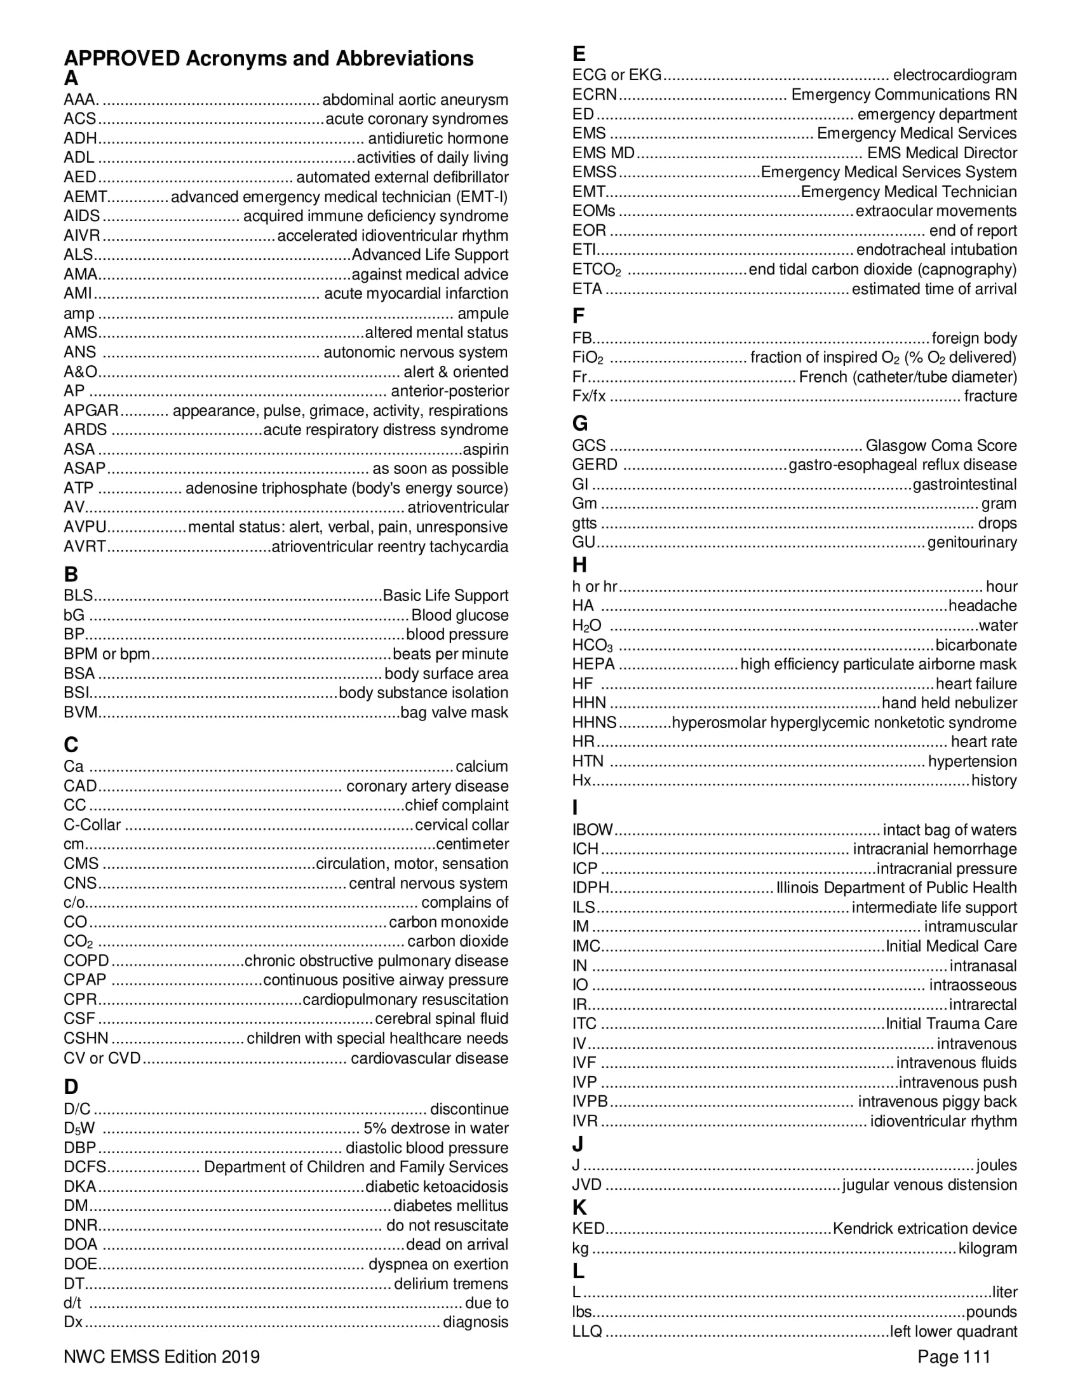 APPROVED Acronyms and Abbreviations
A
AAA. ................................................. abdominal aortic aneurysm
ACS...................................................acute coronary syndromes
ADH............................................................ antidiuretic hormone
ADL ..........................................................activities of daily living
AED............................................ automated external defibrillator
AEMT.............. advanced emergency medical technician (EMT-I)
AIDS ............................... acquired immune deficiency syndrome
AIVR .......................................accelerated idioventricular rhythm
ALS..........................................................Advanced Life Support
AMA.........................................................against medical advice
AMI................................................... acute myocardial infarction
amp ................................................................................ ampule
AMS............................................................altered mental status
ANS ................................................. autonomic nervous system
A&O.................................................................... alert & oriented
AP ................................................................... anterior-posterior
APGAR........... appearance, pulse, grimace, activity, respirations
ARDS ..................................acute respiratory distress syndrome
ASA ..................................................................................aspirin
ASAP........................................................... as soon as possible
ATP ................... adenosine triphosphate (body's energy source)
AV........................................................................ atrioventricular
AVPU..................mental status: alert, verbal, pain, unresponsive
AVRT.....................................atrioventricular reentry tachycardia
B
BLS.................................................................Basic Life Support
bG ........................................................................ Blood glucose
BP........................................................................blood pressure
BPM or bpm......................................................beats per minute
BSA ................................................................ body surface area
BSI........................................................body substance isolation
BVM....................................................................bag valve mask
C
Ca ..................................................................................calcium
CAD....................................................... coronary artery disease
CC .......................................................................chief complaint
C-Collar .................................................................cervical collar
cm...............................................................................centimeter
CMS ................................................circulation, motor, sensation
CNS........................................................ central nervous system
c/o........................................................................... complains of
CO................................................................... carbon monoxide
CO₂ ..................................................................... carbon dioxide
COPD ..............................chronic obstructive pulmonary disease
CPAP ..................................continuous positive airway pressure
CPR..............................................cardiopulmonary resuscitation
CSF .............................................................. cerebral spinal fluid
CSHN .............................. children with special healthcare needs
CV or CVD.............................................. cardiovascular disease
D
D/C ........................................................................... discontinue
D₅W .......................................................... 5% dextrose in water
DBP ....................................................... diastolic blood pressure
DCFS..................... Department of Children and Family Services
DKA............................................................diabetic ketoacidosis
DM.................................................................... diabetes mellitus
DNR................................................................ do not resuscitate
DOA ....................................................................dead on arrival
DOE............................................................ dyspnea on exertion
DT..................................................................... delirium tremens
d/t .................................................................................... due to
Dx ................................................................................ diagnosis
E
ECG or EKG................................................... electrocardiogram
ECRN...................................... Emergency Communications RN
ED .......................................................... emergency department
EMS .............................................. Emergency Medical Services
EMS MD................................................... EMS Medical Director
EMSS................................Emergency Medical Services System
EMT............................................Emergency Medical Technician
EOMs ..................................................... extraocular movements
EOR ....................................................................... end of report
ETI.......................................................... endotracheal intubation
ETCO₂ ...........................end tidal carbon dioxide (capnography)
ETA ....................................................... estimated time of arrival
F
FB............................................................................ foreign body
FiO₂ ............................... fraction of inspired O₂ (% O₂ delivered)
Fr............................................... French (catheter/tube diameter)
Fx/fx ............................................................................... fracture
G
GCS ......................................................... Glasgow Coma Score
GERD .....................................gastro-esophageal reflux disease
GI ........................................................................gastrointestinal
Gm ..................................................................................... gram
gtts .................................................................................... drops
GU.......................................................................... genitourinary
H
h or hr.................................................................................. hour
HA ..............................................................................headache
H₂O ...................................................................................water
HCO₃ .......................................................................bicarbonate
HEPA ...........................high efficiency particulate airborne mask
HF ...........................................................................heart failure
HHN .............................................................hand held nebulizer
HHNS............hyperosmolar hyperglycemic nonketotic syndrome
HR............................................................................... heart rate
HTN ....................................................................... hypertension
Hx.....................................................................................history
I
IBOW............................................................ intact bag of waters
ICH ........................................................ intracranial hemorrhage
ICP ..............................................................intracranial pressure
IDPH..................................... Illinois Department of Public Health
ILS......................................................... intermediate life support
IM .......................................................................... intramuscular
IMC................................................................Initial Medical Care
IN ................................................................................intranasal
IO ........................................................................... intraosseous
IR.................................................................................intrarectal
ITC ................................................................Initial Trauma Care
IV.............................................................................. intravenous
IVF .................................................................. intravenous fluids
IVP ...................................................................intravenous push
IVPB....................................................... intravenous piggy back
IVR ............................................................ idioventricular rhythm
J
J ........................................................................................ joules
JVD ..................................................... jugular venous distension
K
KED...................................................Kendrick extrication device
kg .................................................................................. kilogram
L
L ............................................................................................liter
lbs....................................................................................pounds
LLQ ................................................................left lower quadrant
NWC EMSS Edition 2019
Page 111